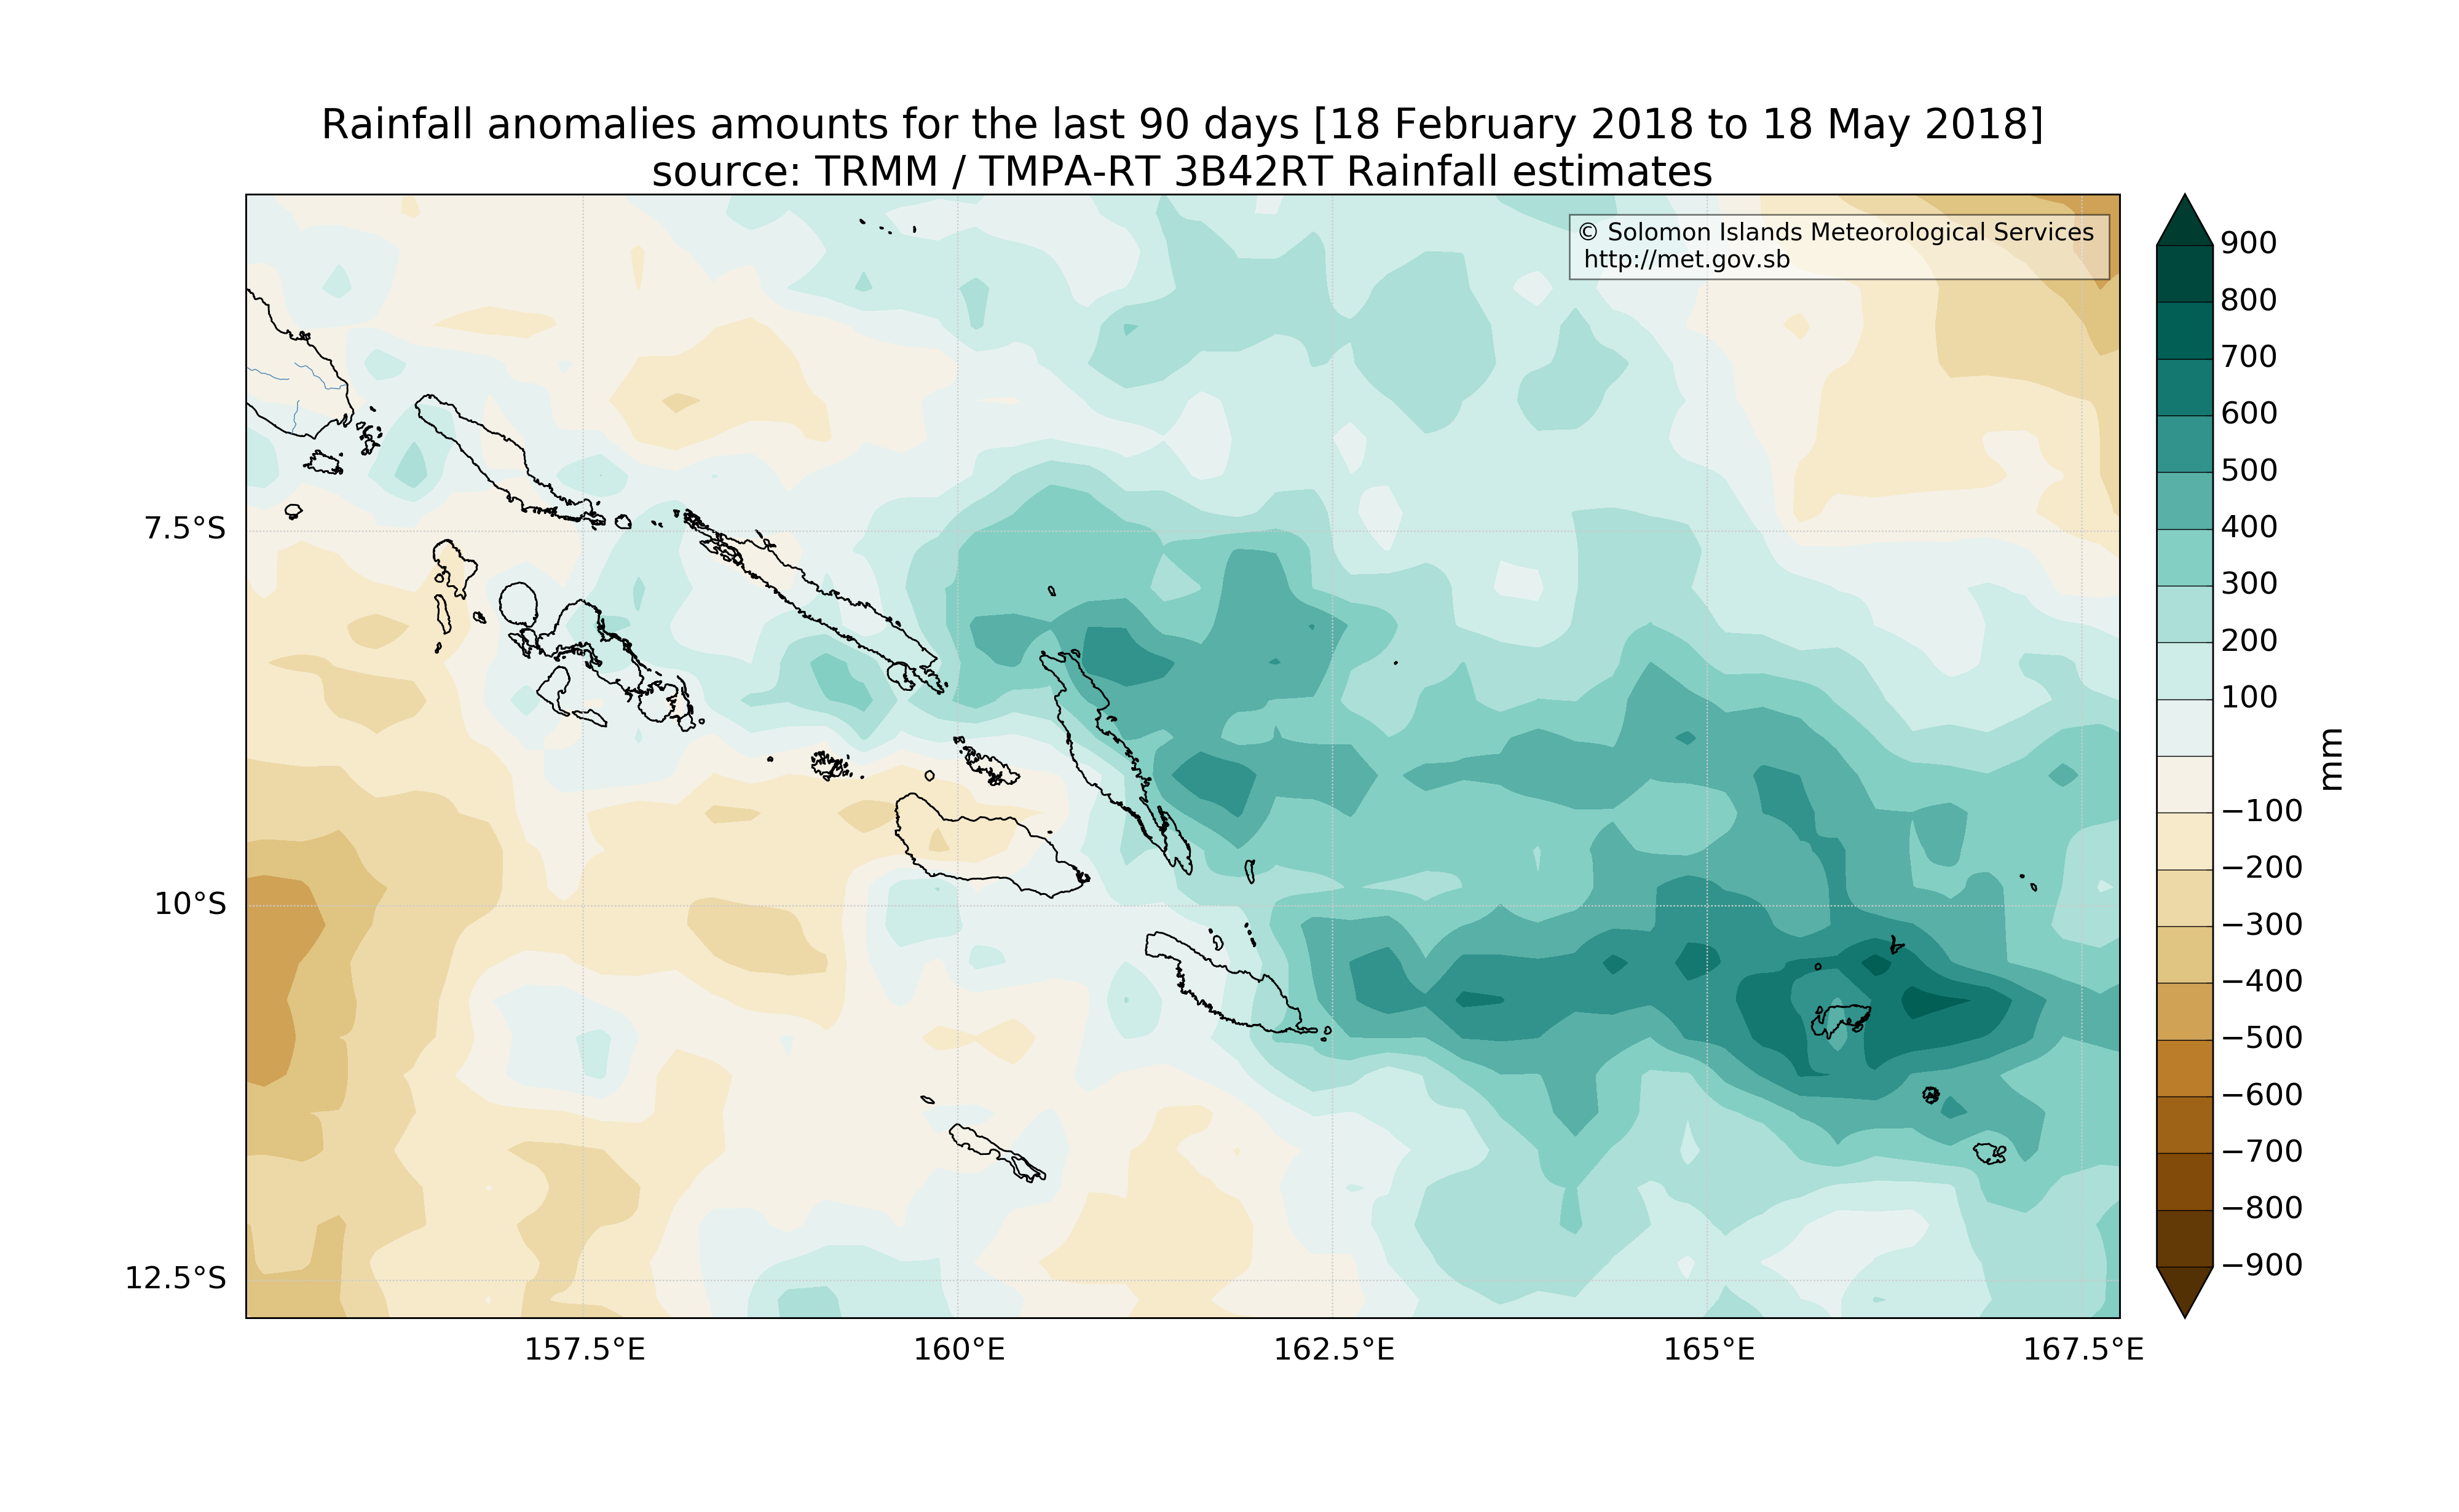 Rainfall anomalies amounts for the last 90 days [18 February 2018 to 18 May 2018]
source: TRMM / TMPA-RT 3B42RT Rainfall estimates
© Solomon Islands Meteorological Services
http://met.gov.sb
7.5°S
10°S
12.5°S
157.5°E
160°E
162.5°E
165°E
167.5°E
900
800
700
600
500
400
300
200
100
−100
−200
−300
−400
−500
−600
−700
−800
−900
mm